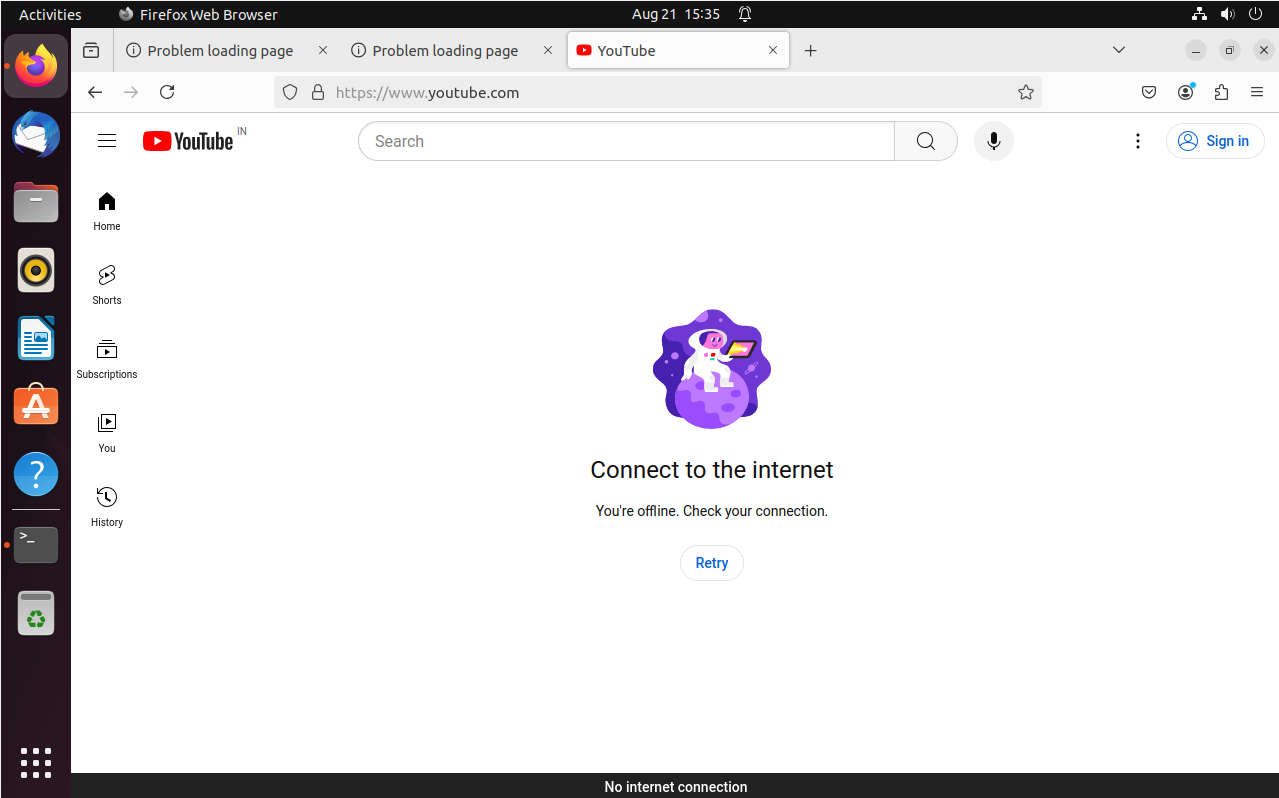 Activities Firefox Web Browser Aug 21 15:35
Problem loading page Problem loading page YouTube
https://www.youtube.com
YouTube IN Search Sign in
Home
Shorts
Subscriptions
You
History
Connect to the internet
You're offline. Check your connection.
Retry
No internet connection